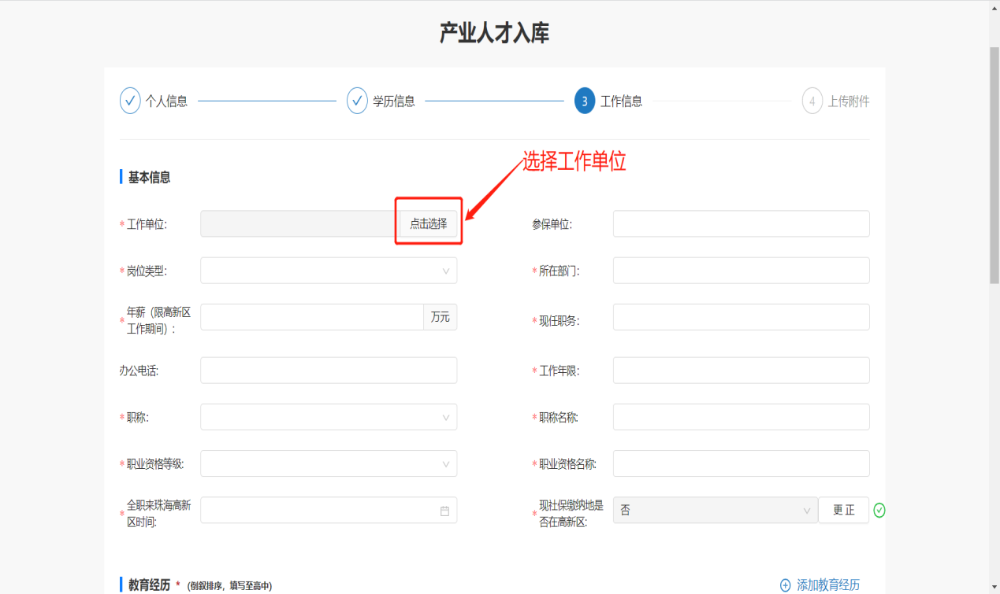 产业人才入库
个人信息
学历信息
3 工作信息
4 上传附件
选择工作单位
基本信息
* 工作单位: 点击选择
参保单位:
* 岗位类型:
* 所在部门:
* 年薪（限高新区
工作期间）:
万元
* 现任职务:
办公电话:
* 工作年限:
* 职称:
* 职称名称:
* 职业资格等级:
* 职业资格名称:
* 全职来珠海高新
区时间:
* 现社保缴纳地是
否在高新区:
否
更 正
教育经历 * (倒叙排序，填写至高中)
添加教育经历